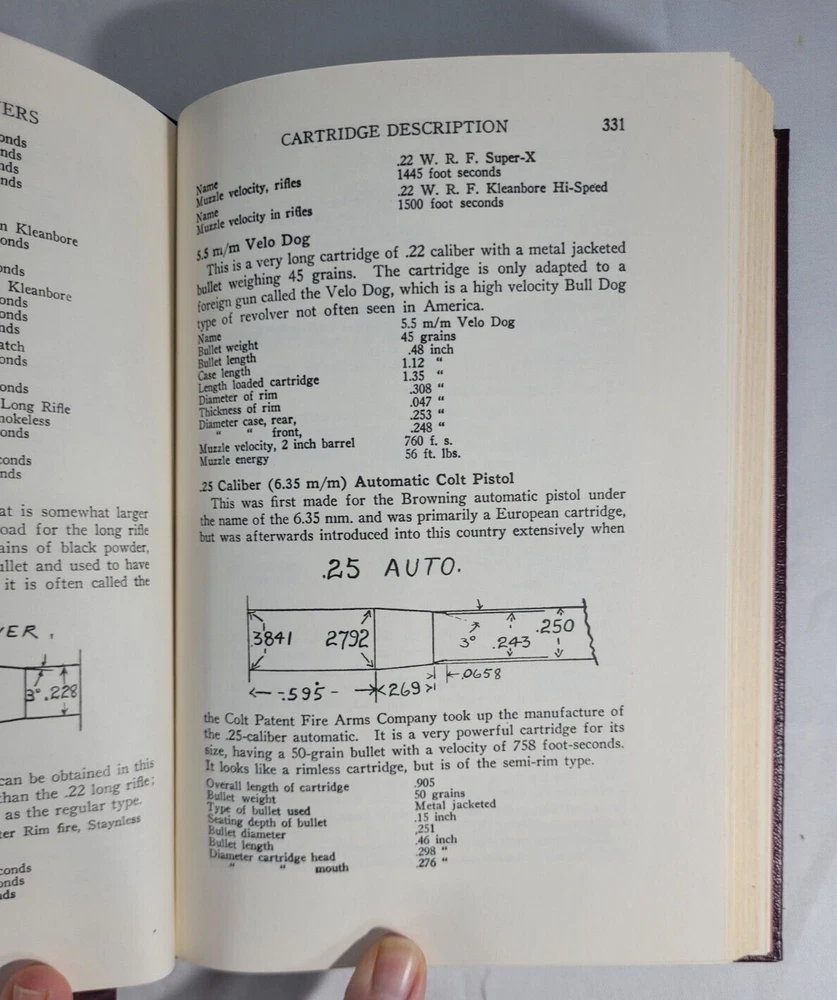 ERS
onds
nds
nds
nds
n Kleanbore
onds
onds
Kleanbore
onds
onds
onds
nds
atch
onds
onds
Long Rifle
nokeless
onds
conds
nds
at is somewhat larger
oad for the long rifle
ains of black powder,
ullet and used to have
it is often called the
VER,
3° .228
can be obtained in this
than the .22 long rifle;
as the regular type.
ter Rim fire, Staynless
conds
onds
ds
CARTRIDGE DESCRIPTION 331
Name .22 W. R. F. Super-X
Muzzle velocity, rifles 1445 foot seconds
Name .22 W. R. F. Kleanbore Hi-Speed
Muzzle velocity in rifles 1500 foot seconds
5.5 m/m Velo Dog
This is a very long cartridge of .22 caliber with a metal jacketed
bullet weighing 45 grains. The cartridge is only adapted to a
foreign gun called the Velo Dog, which is a high velocity Bull Dog
type of revolver not often seen in America.
Name 5.5 m/m Velo Dog
Bullet weight 45 grains
Bullet length .48 inch
Case length 1.12 "
Length loaded cartridge 1.35 "
Diameter of rim .308 "
Thickness of rim .047 "
Diameter case, rear, .253 "
" " front, .248 "
Muzzle velocity, 2 inch barrel 760 f. s.
Muzzle energy 56 ft. lbs.
.25 Caliber (6.35 m/m) Automatic Colt Pistol
This was first made for the Browning automatic pistol under
the name of the 6.35 mm. and was primarily a European cartridge,
but was afterwards introduced into this country extensively when
.25 AUTO.
.3841 2792 3° .243 .250
.0658
.595 .269
the Colt Patent Fire Arms Company took up the manufacture of
the .25-caliber automatic. It is a very powerful cartridge for its
size, having a 50-grain bullet with a velocity of 758 foot-seconds.
It looks like a rimless cartridge, but is of the semi-rim type.
Overall length of cartridge .905
Bullet weight 50 grains
Type of bullet used Metal jacketed
Seating depth of bullet .15 inch
Bullet diameter .251
Bullet length .46 inch
Diameter cartridge head .298 "
" " mouth .276 "